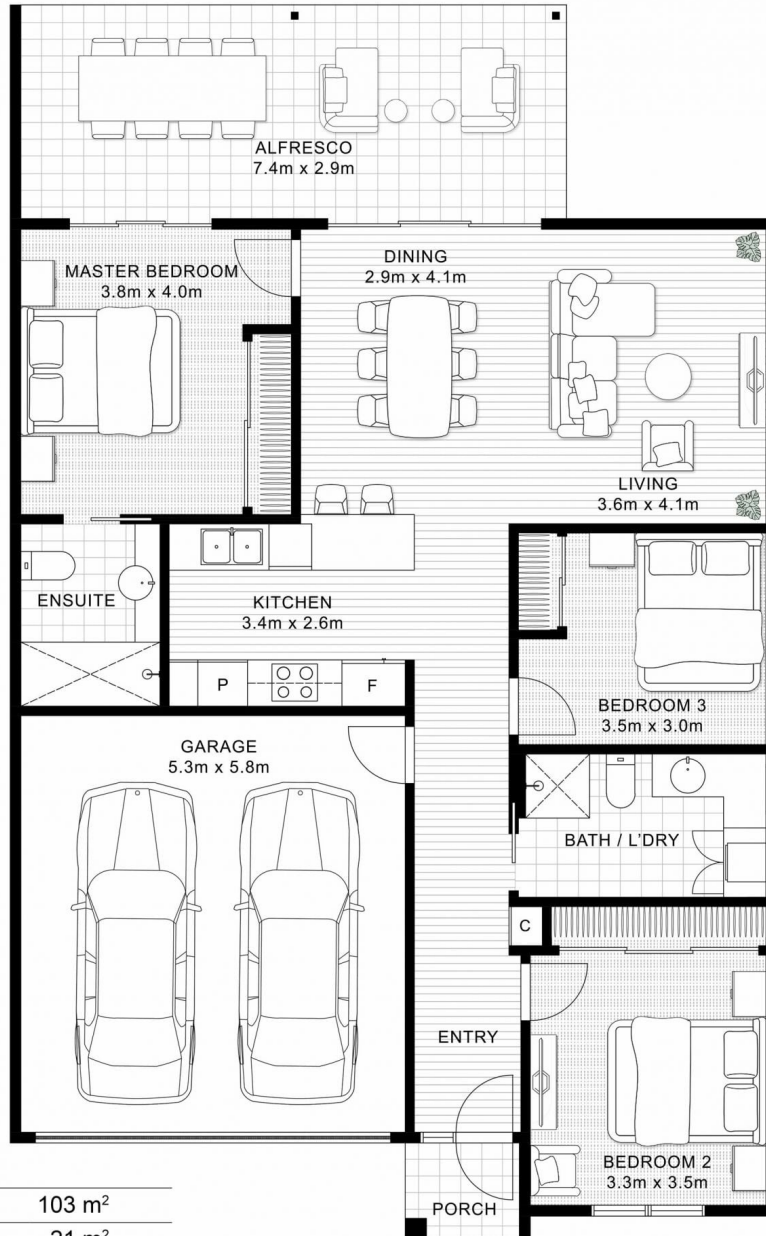 ALFRESCO
7.4m x 2.9m
MASTER BEDROOM
3.8m x 4.0m
DINING
2.9m x 4.1m
LIVING
3.6m x 4.1m
ENSUITE
KITCHEN
3.4m x 2.6m
P
F
BEDROOM 3
3.5m x 3.0m
GARAGE
5.3m x 5.8m
BATH / L'DRY
C
ENTRY
BEDROOM 2
3.3m x 3.5m
PORCH
103 m²
21 m²